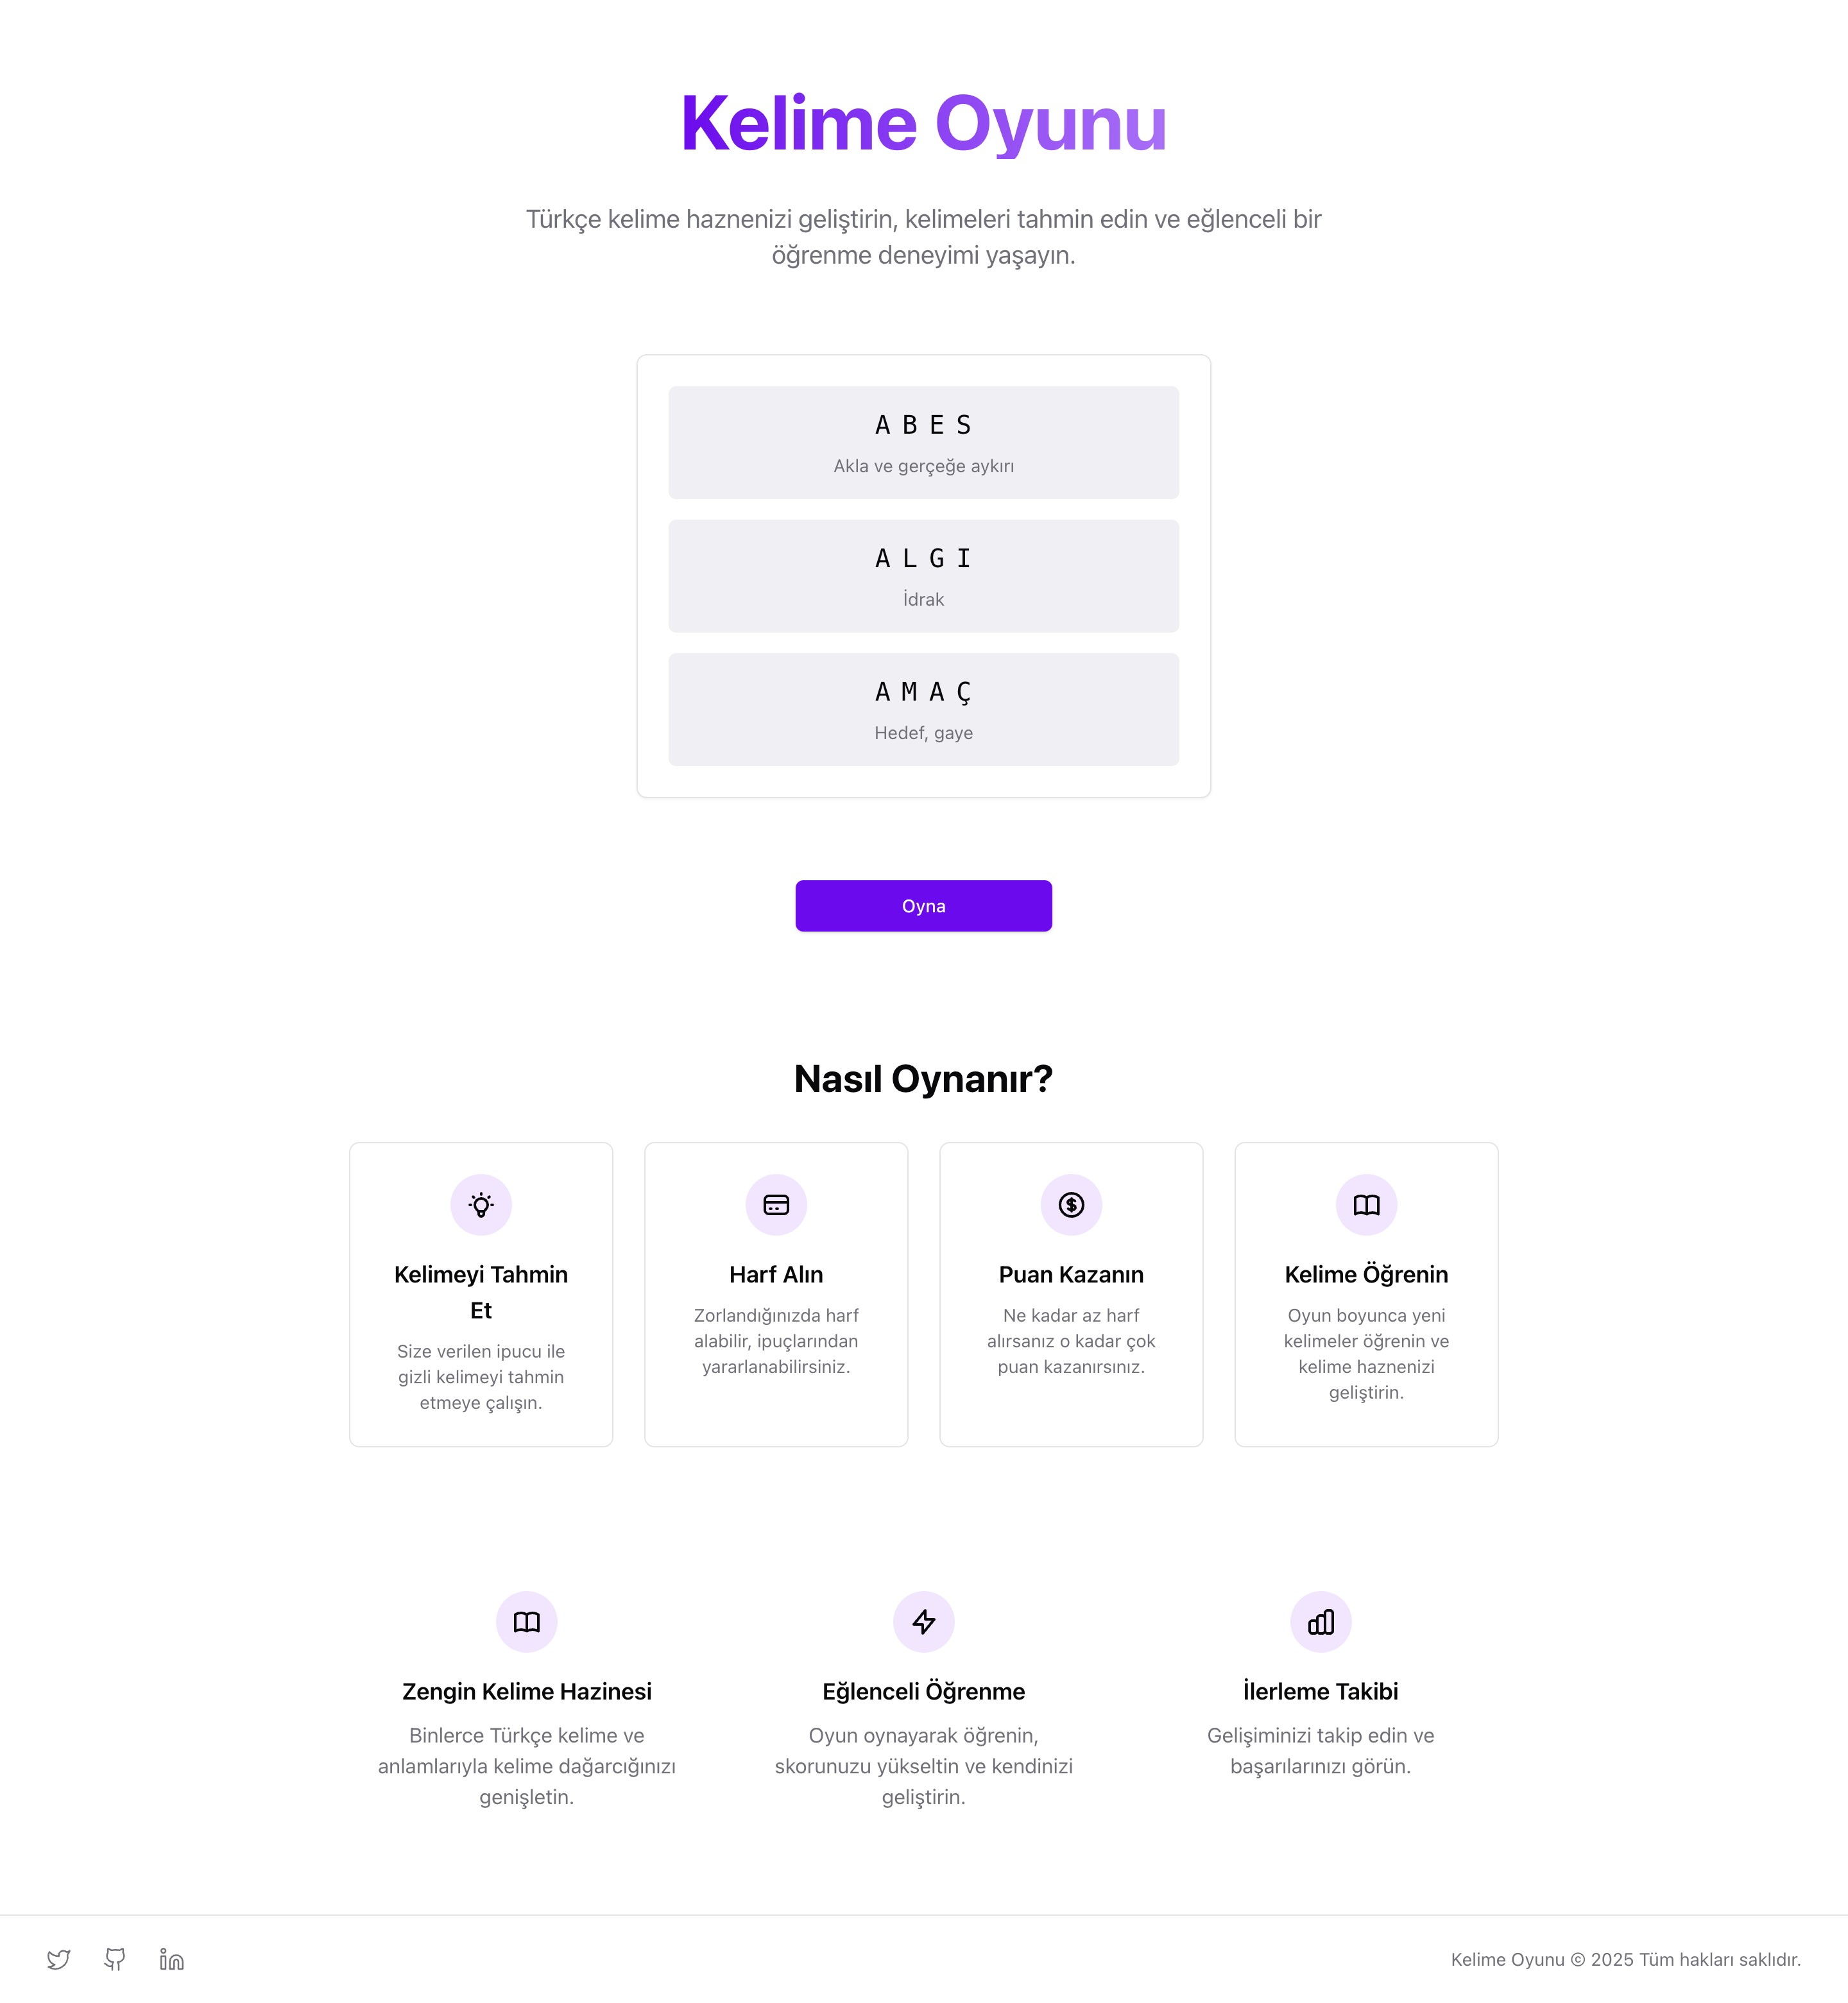 Kelime Oyunu
Türkçe kelime haznenizi geliştirin, kelimeleri tahmin edin ve eğlenceli bir
öğrenme deneyimi yaşayın.
A B E S
Akla ve gerçeğe aykırı
A L G I
İdrak
A M A Ç
Hedef, gaye
Oyna
Nasıl Oynanır?
Kelimeyi Tahmin
Et
Size verilen ipucu ile
gizli kelimeyi tahmin
etmeye çalışın.
Harf Alın
Zorlandığınızda harf
alabilir, ipuçlarından
yararlanabilirsiniz.
Puan Kazanın
Ne kadar az harf
alırsanız o kadar çok
puan kazanırsınız.
Kelime Öğrenin
Oyun boyunca yeni
kelimeler öğrenin ve
kelime haznenizi
geliştirin.
Zengin Kelime Hazinesi
Binlerce Türkçe kelime ve
anlamlarıyla kelime dağarcığınızı
genişletin.
Eğlenceli Öğrenme
Oyun oynayarak öğrenin,
skorunuzu yükseltin ve kendinizi
geliştirin.
İlerleme Takibi
Gelişiminizi takip edin ve
başarılarınızı görün.
Kelime Oyunu © 2025 Tüm hakları saklıdır.